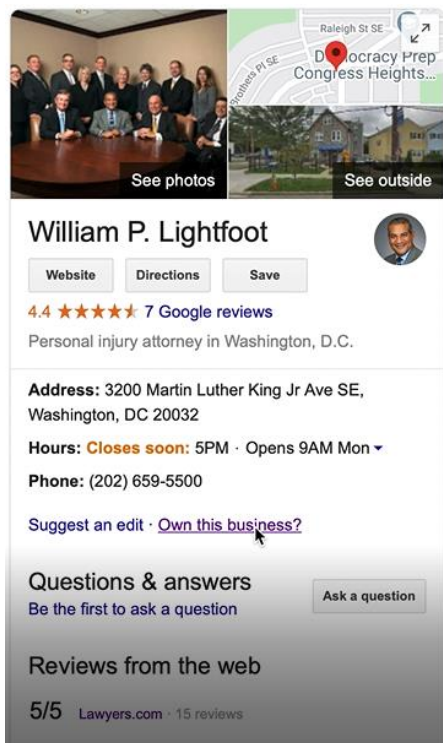 Raleigh St SE
Democracy Prep
Congress Heights...
Brothers Pl SE
See photos
See outside
William P. Lightfoot
Website
Directions
Save
4.4 ★★★★★ 7 Google reviews
Personal injury attorney in Washington, D.C.
Address: 3200 Martin Luther King Jr Ave SE,
Washington, DC 20032
Hours: Closes soon: 5PM · Opens 9AM Mon
Phone: (202) 659-5500
Suggest an edit · Own this business?
Questions & answers
Be the first to ask a question
Ask a question
Reviews from the web
5/5 Lawyers.com · 15 reviews